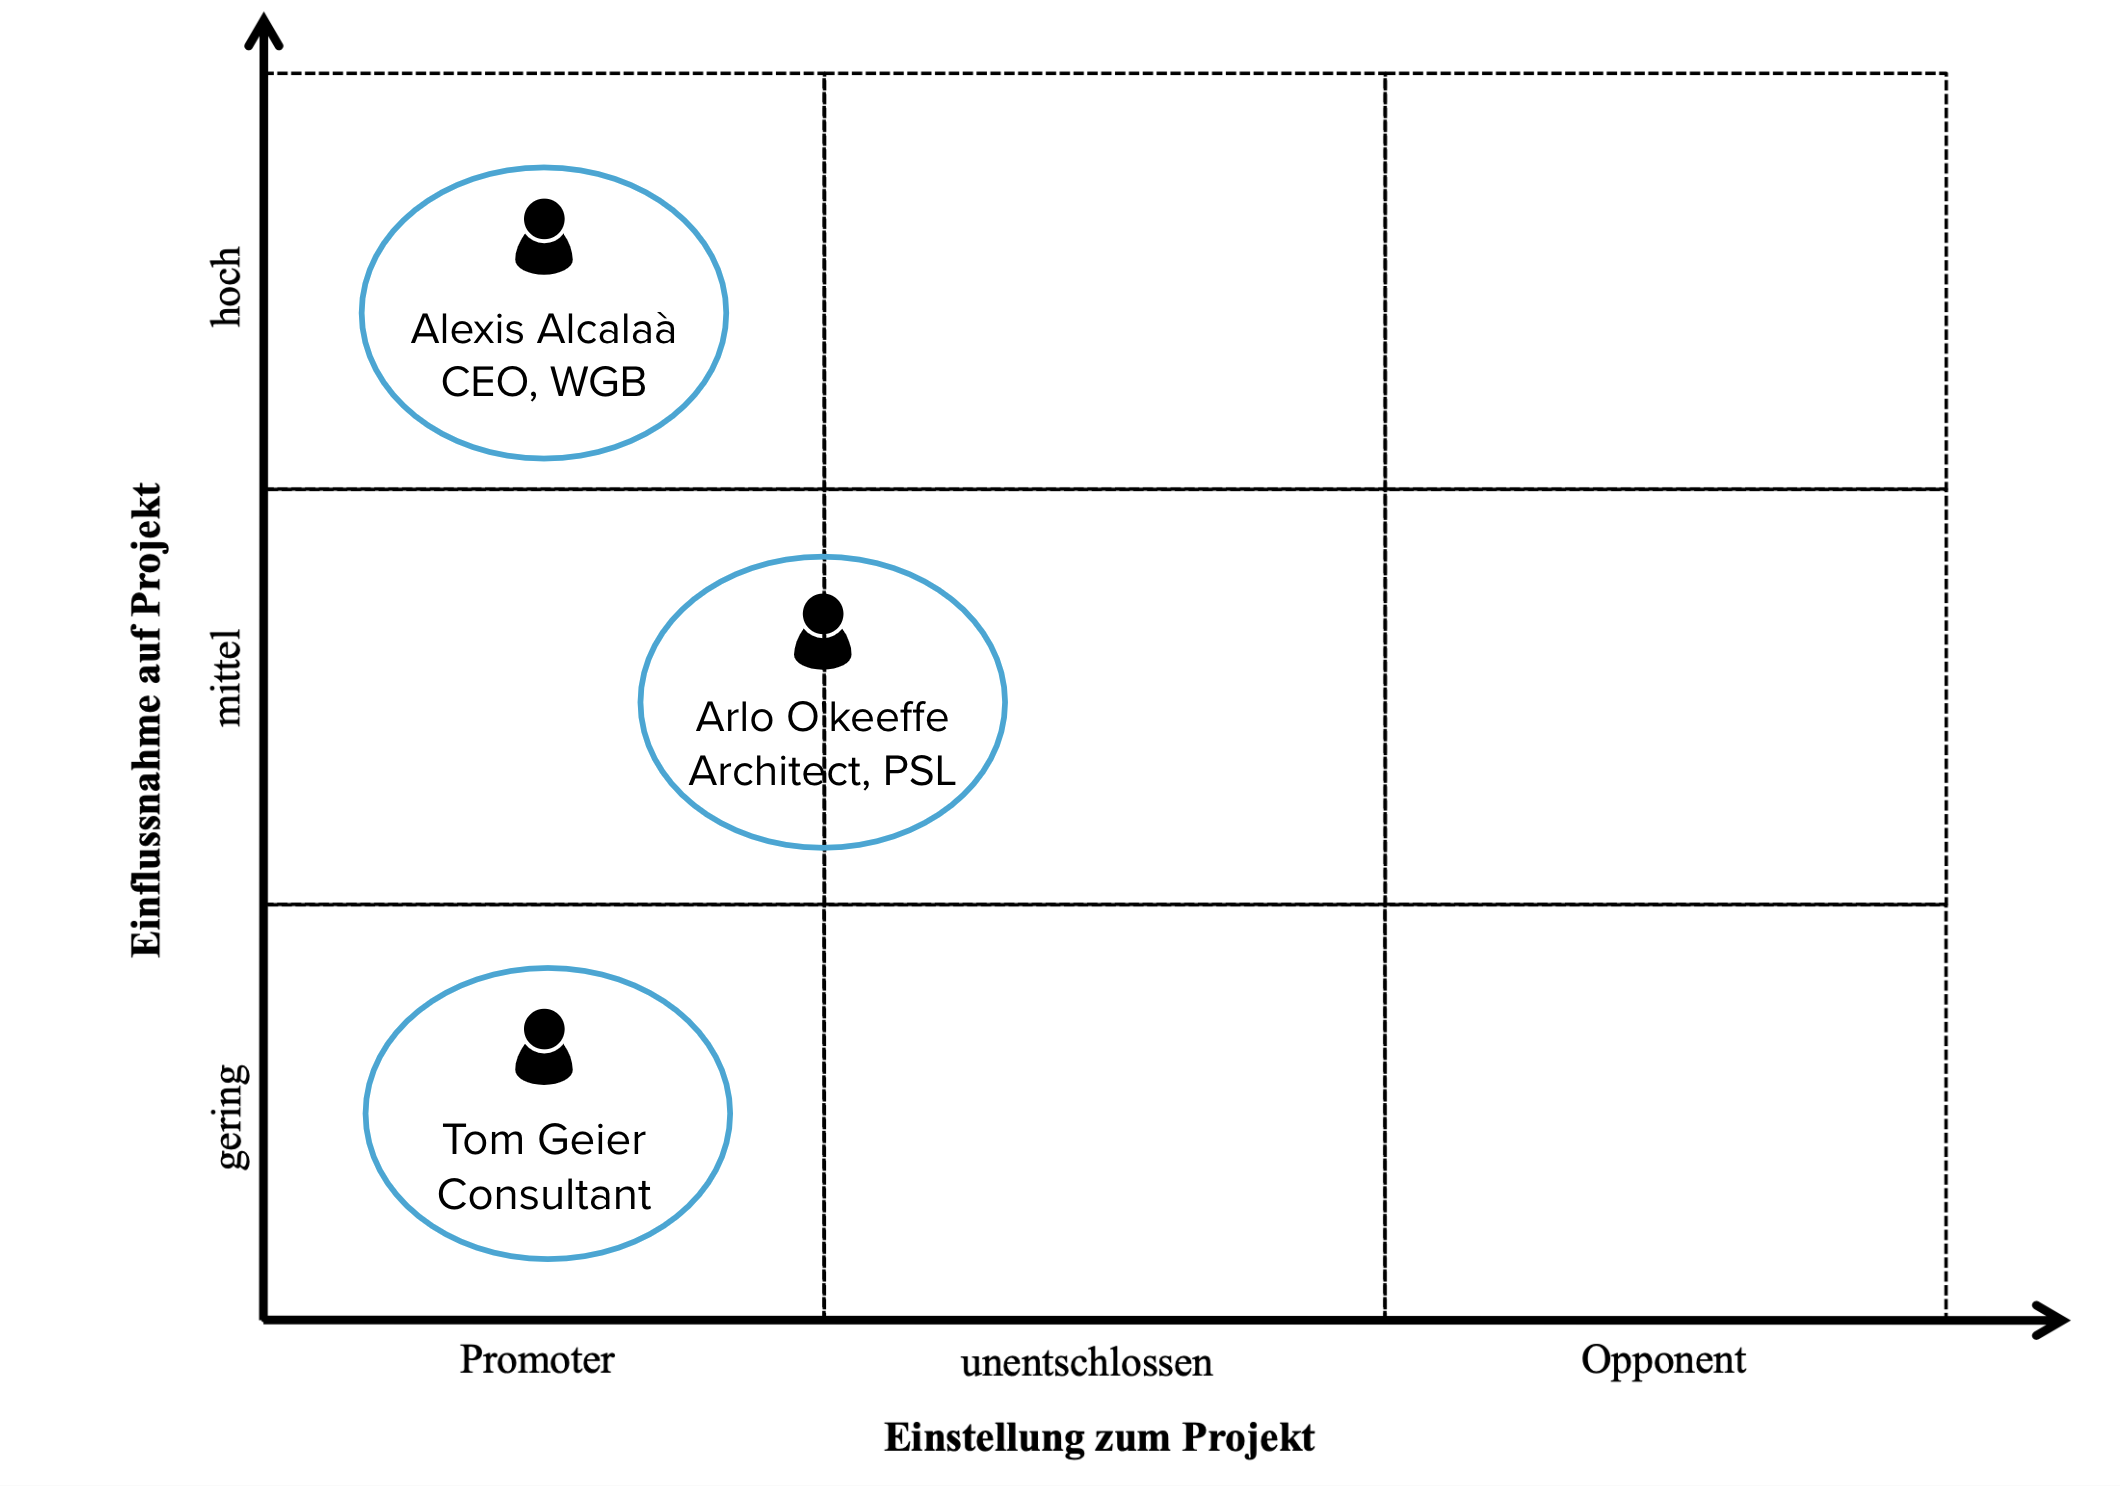 Einflussnahme auf Projekt
hoch
mittel
gering
Alexis Alcalaà
CEO, WGB
Arlo O'keeffe
Architect, PSL
Tom Geier
Consultant
Promoter
unentschlossen
Opponent
Einstellung zum Projekt